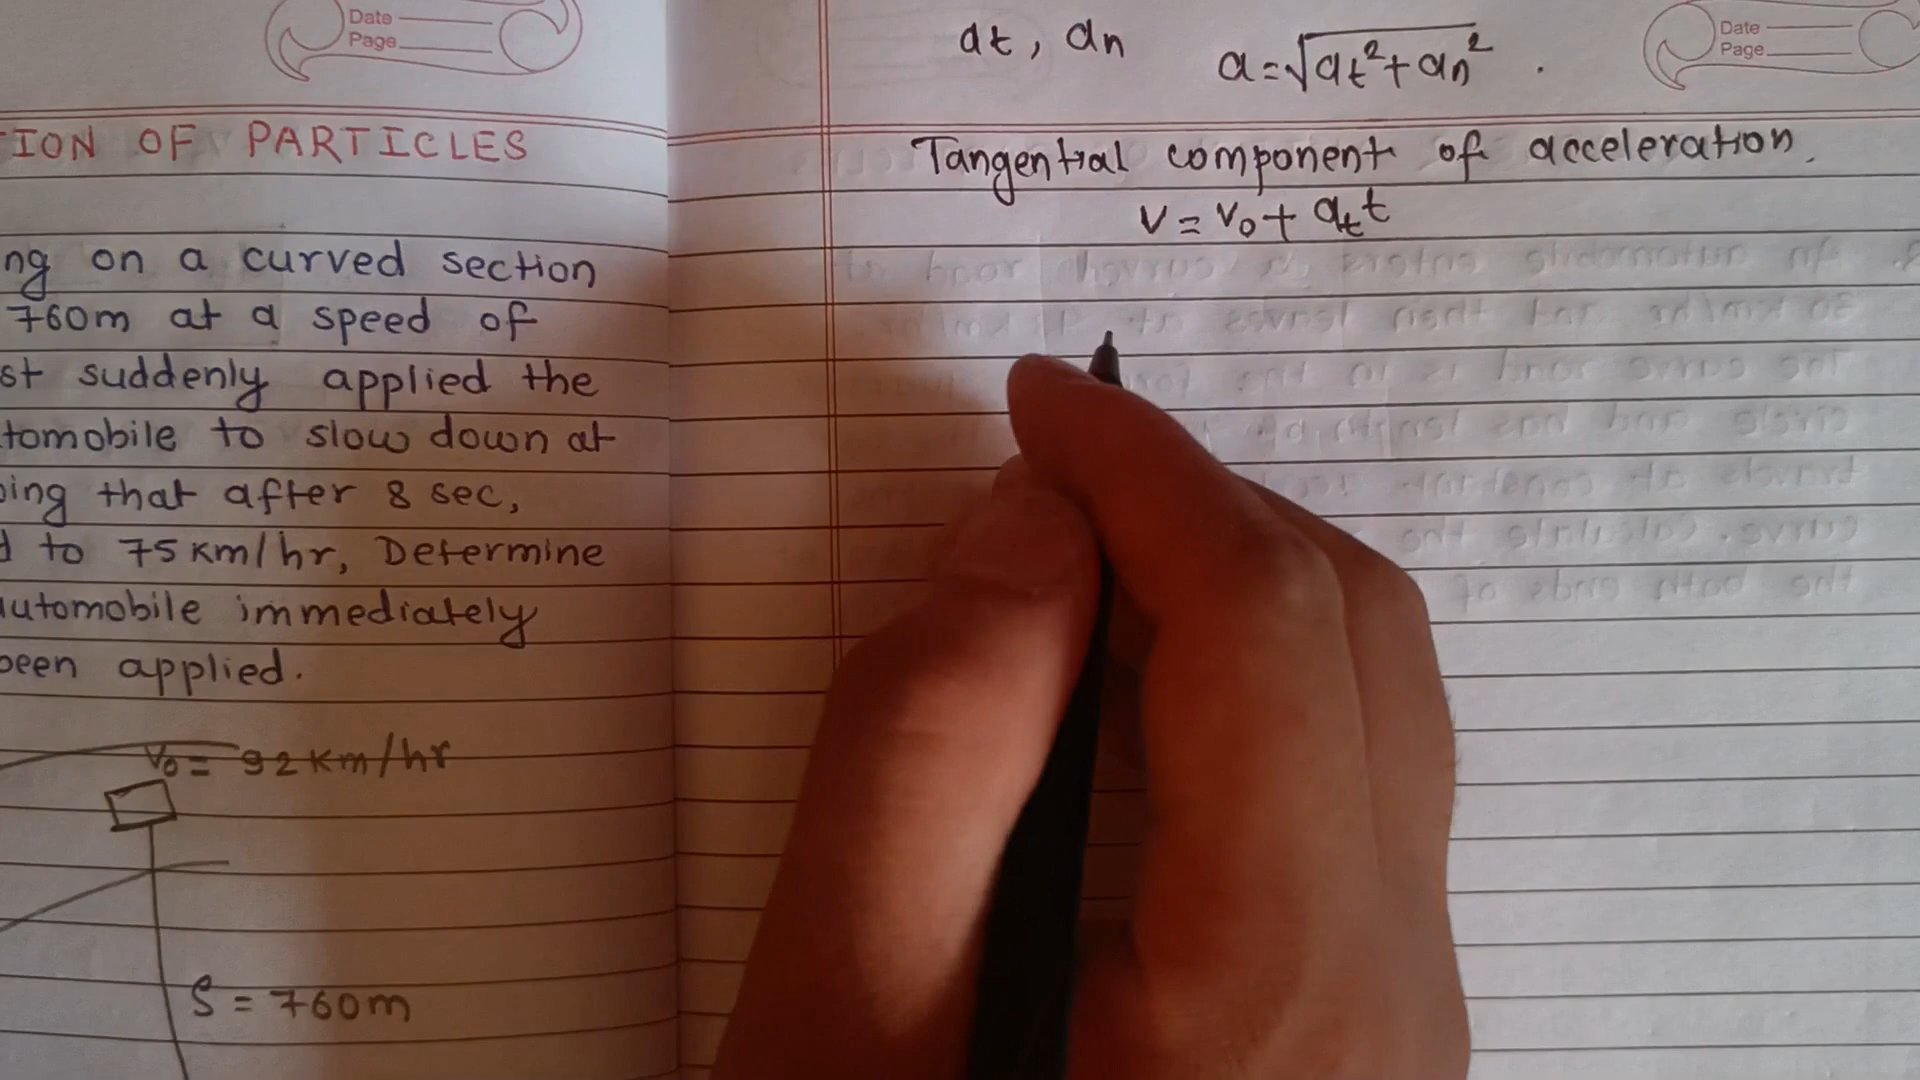 Date
Page
TION OF PARTICLES
ng on a curved section
760m at a speed of
st suddenly applied the
tomobile to slow down at
ing that after 8 sec,
d to 75 km/hr, Determine
automobile immediately
been applied.
v₀ = 92 km/hr
ρ = 760m
Date
Page
at, an
a = √at² + an² .
Tangential component of acceleration.
v = v₀ + at t